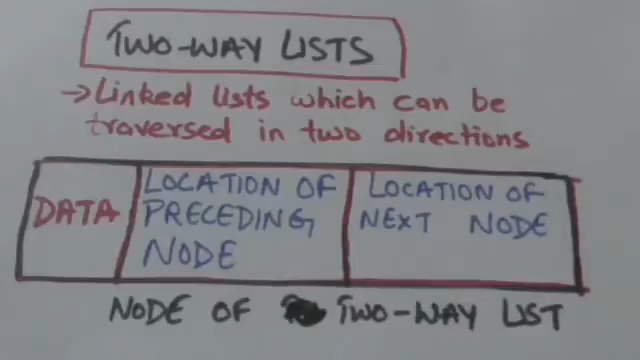 TWO-WAY LISTS
→Linked lists which can be
traversed in two directions
DATA
LOCATION OF
PRECEDING
NODE
LOCATION OF
NEXT NODE
NODE OF TWO-WAY LIST